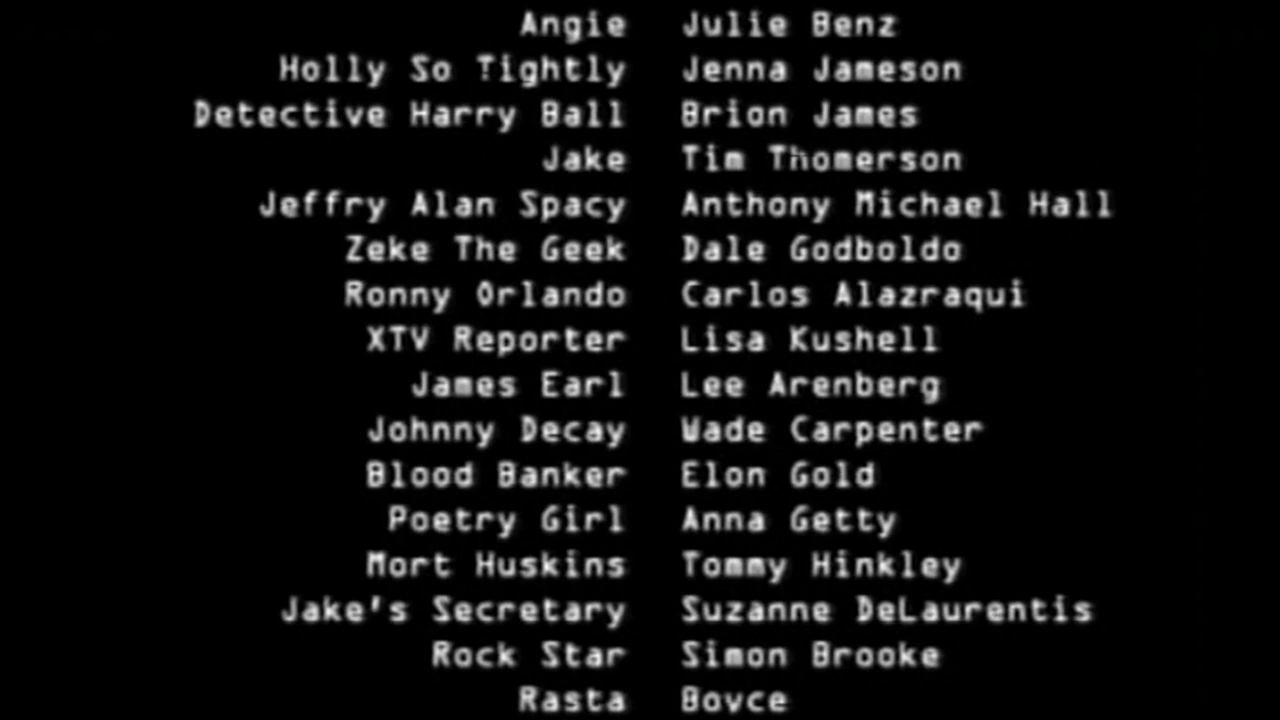 Angie Julie Benz
Holly So Tightly Jenna Jameson
Detective Harry Ball Brion James
Jake Tim Thomerson
Jeffry Alan Spacy Anthony Michael Hall
Zeke The Geek Dale Godboldo
Ronny Orlando Carlos Alazraqui
XTV Reporter Lisa Kushell
James Earl Lee Arenberg
Johnny Decay Wade Carpenter
Blood Banker Elon Gold
Poetry Girl Anna Getty
Mort Huskins Tommy Hinkley
Jake's Secretary Suzanne DeLaurentis
Rock Star Simon Brooke
Rasta Boyce